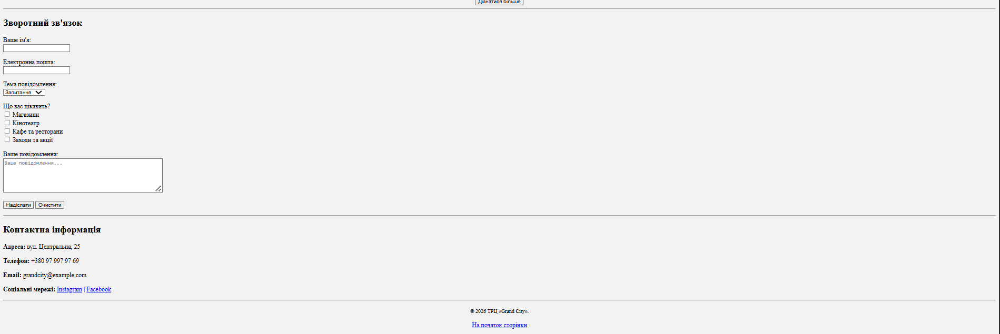 Дізнатися більше
Зворотний зв'язок
Ваше ім'я:
Електронна пошта:
Тема повідомлення:
Запитання
Що вас цікавить?
Магазини
Кінотеатр
Кафе та ресторани
Заходи та акції
Ваше повідомлення:
Ваше повідомлення...
Надіслати Очистити
Контактна інформація
Адреса: вул. Центральна, 25
Телефон: +380 97 997 97 69
Email: grandcity@example.com
Соціальні мережі: Instagram | Facebook
© 2026 ТРЦ «Grand City».
На початок сторінки